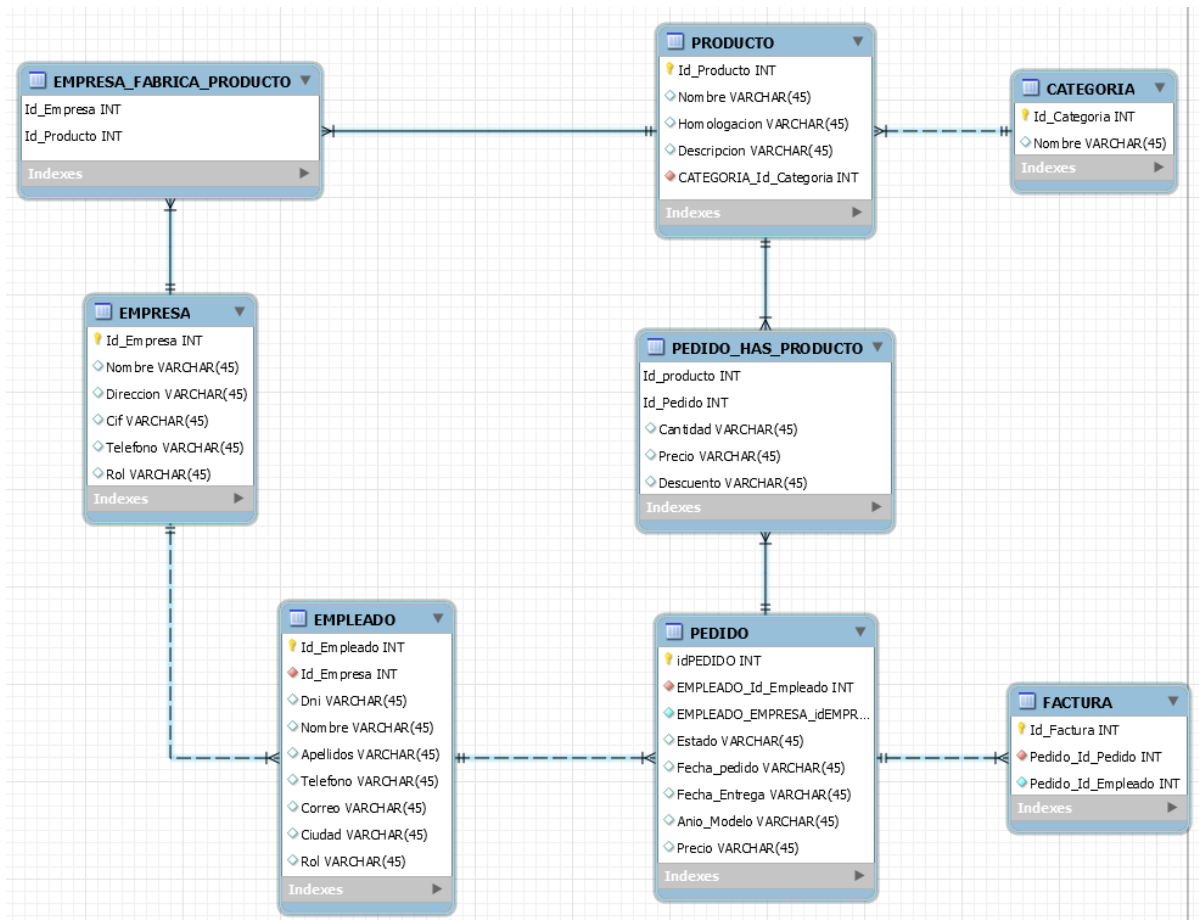 EMPRESA_FABRICA_PRODUCTO
Id_Empresa INT
Id_Producto INT
Indexes
PRODUCTO
Id_Producto INT
Nombre VARCHAR(45)
Homologacion VARCHAR(45)
Descripcion VARCHAR(45)
CATEGORIA_Id_Categoria INT
Indexes
CATEGORIA
Id_Categoria INT
Nombre VARCHAR(45)
Indexes
EMPRESA
Id_Empresa INT
Nombre VARCHAR(45)
Direccion VARCHAR(45)
Cif VARCHAR(45)
Telefono VARCHAR(45)
Rol VARCHAR(45)
Indexes
PEDIDO_HAS_PRODUCTO
Id_producto INT
Id_Pedido INT
Cantidad VARCHAR(45)
Precio VARCHAR(45)
Descuento VARCHAR(45)
Indexes
EMPLEADO
Id_Empleado INT
Id_Empresa INT
Dni VARCHAR(45)
Nombre VARCHAR(45)
Apellidos VARCHAR(45)
Telefono VARCHAR(45)
Correo VARCHAR(45)
Ciudad VARCHAR(45)
Rol VARCHAR(45)
Indexes
PEDIDO
idPEDIDO INT
EMPLEADO_Id_Empleado INT
EMPLEADO_EMPRESA_idEMPR...
Estado VARCHAR(45)
Fecha_pedido VARCHAR(45)
Fecha_Entrega VARCHAR(45)
Anio_Modelo VARCHAR(45)
Precio VARCHAR(45)
Indexes
FACTURA
Id_Factura INT
Pedido_Id_Pedido INT
Pedido_Id_Empleado INT
Indexes